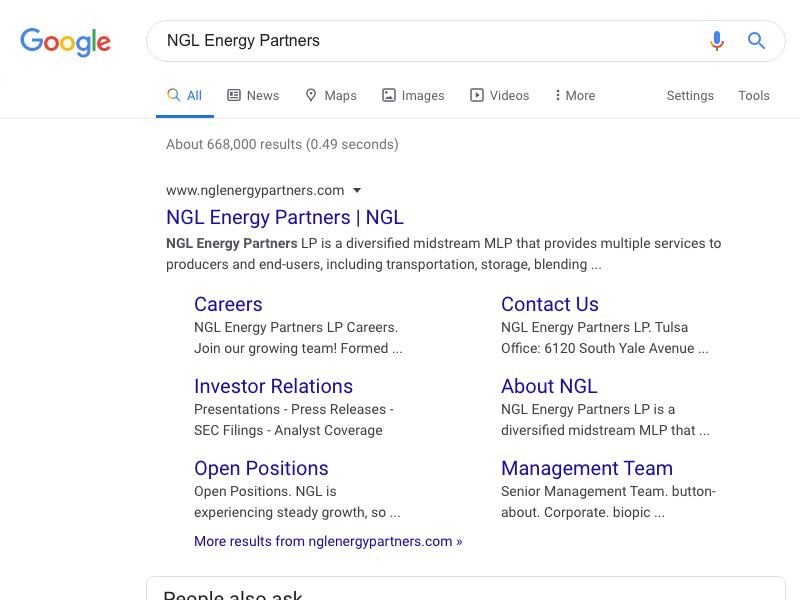 Google
NGL Energy Partners
All News Maps Images Videos More Settings Tools
About 668,000 results (0.49 seconds)
www.nglenergypartners.com
NGL Energy Partners | NGL
NGL Energy Partners LP is a diversified midstream MLP that provides multiple services to
producers and end-users, including transportation, storage, blending ...
Careers
NGL Energy Partners LP Careers.
Join our growing team! Formed ...
Contact Us
NGL Energy Partners LP. Tulsa
Office: 6120 South Yale Avenue ...
Investor Relations
Presentations - Press Releases -
SEC Filings - Analyst Coverage
About NGL
NGL Energy Partners LP is a
diversified midstream MLP that ...
Open Positions
Open Positions. NGL is
experiencing steady growth, so ...
Management Team
Senior Management Team. button-
about. Corporate. biopic ...
More results from nglenergypartners.com »
People also ask